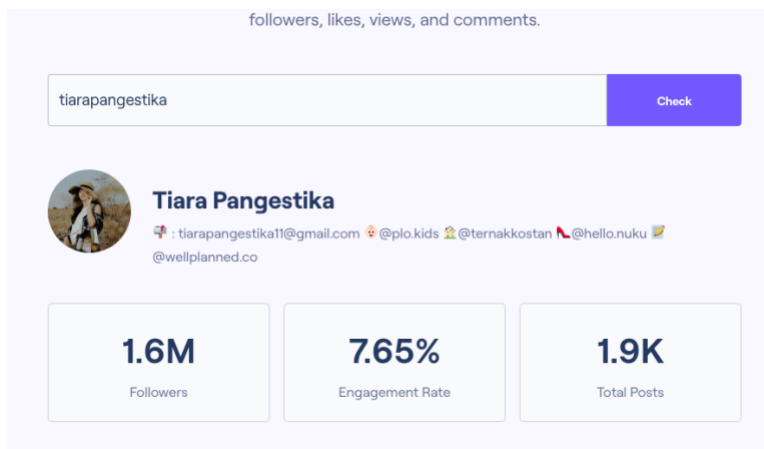 followers, likes, views, and comments.
tiarapangestika
Check
Tiara Pangestika
📬 : tiarapangestika11@gmail.com 👶🏻@plo.kids 🏠@ternakkostan 👠@hello.nuku 📝
@wellplanned.co
1.6M
Followers
7.65%
Engagement Rate
1.9K
Total Posts